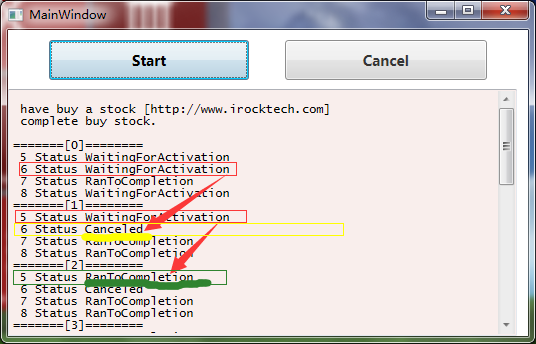 MainWindow
Start Cancel
have buy a stock [http://www.irocktech.com]
complete buy stock.
=======[0]========
5 Status WaitingForActivation
6 Status WaitingForActivation
7 Status RanToCompletion
8 Status WaitingForActivation
=======[1]========
5 Status WaitingForActivation
6 Status Canceled
7 Status RanToCompletion
8 Status RanToCompletion
=======[2]========
5 Status RanToCompletion
6 Status Canceled
7 Status RanToCompletion
8 Status RanToCompletion
=======[3]========